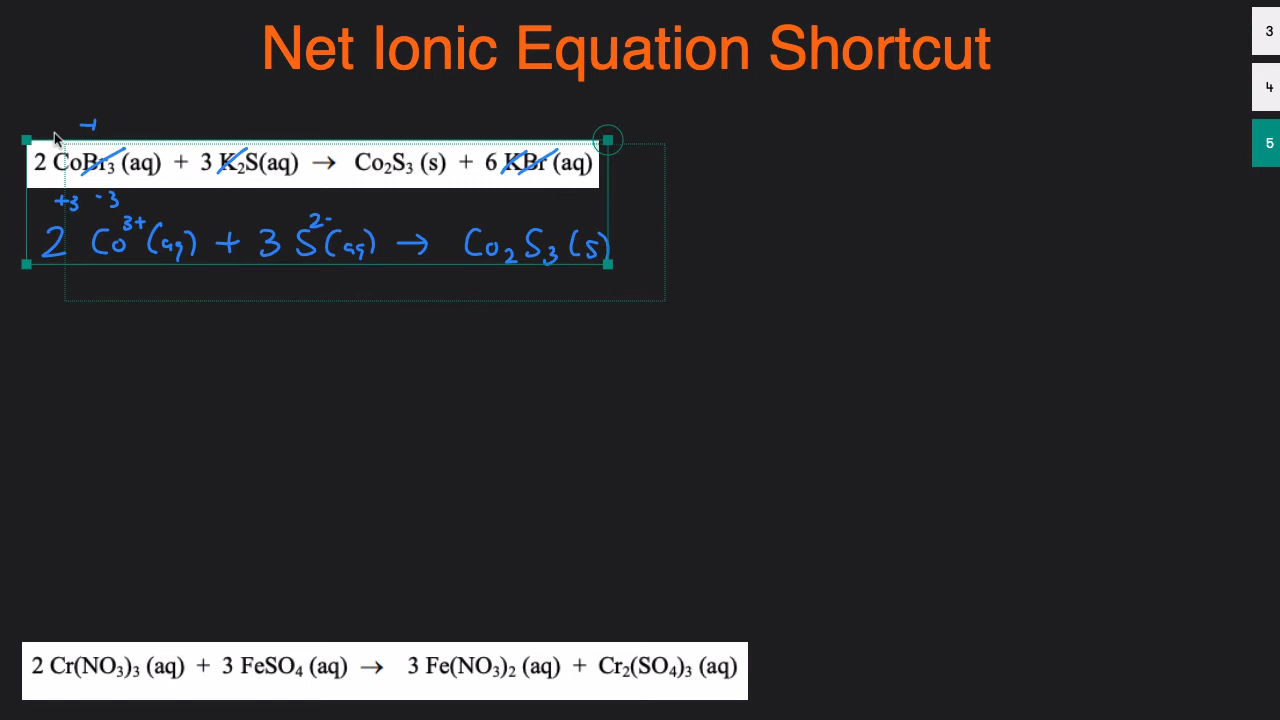 Net Ionic Equation Shortcut
3
4
5
-1
2 CoBr₃ (aq) + 3 K₂S(aq) → Co₂S₃ (s) + 6 KBr (aq)
+3 -3
2 Co³⁺(aq) + 3 S²⁻(aq) → Co₂S₃(s)
2 Cr(NO₃)₃ (aq) + 3 FeSO₄ (aq) → 3 Fe(NO₃)₂ (aq) + Cr₂(SO₄)₃ (aq)